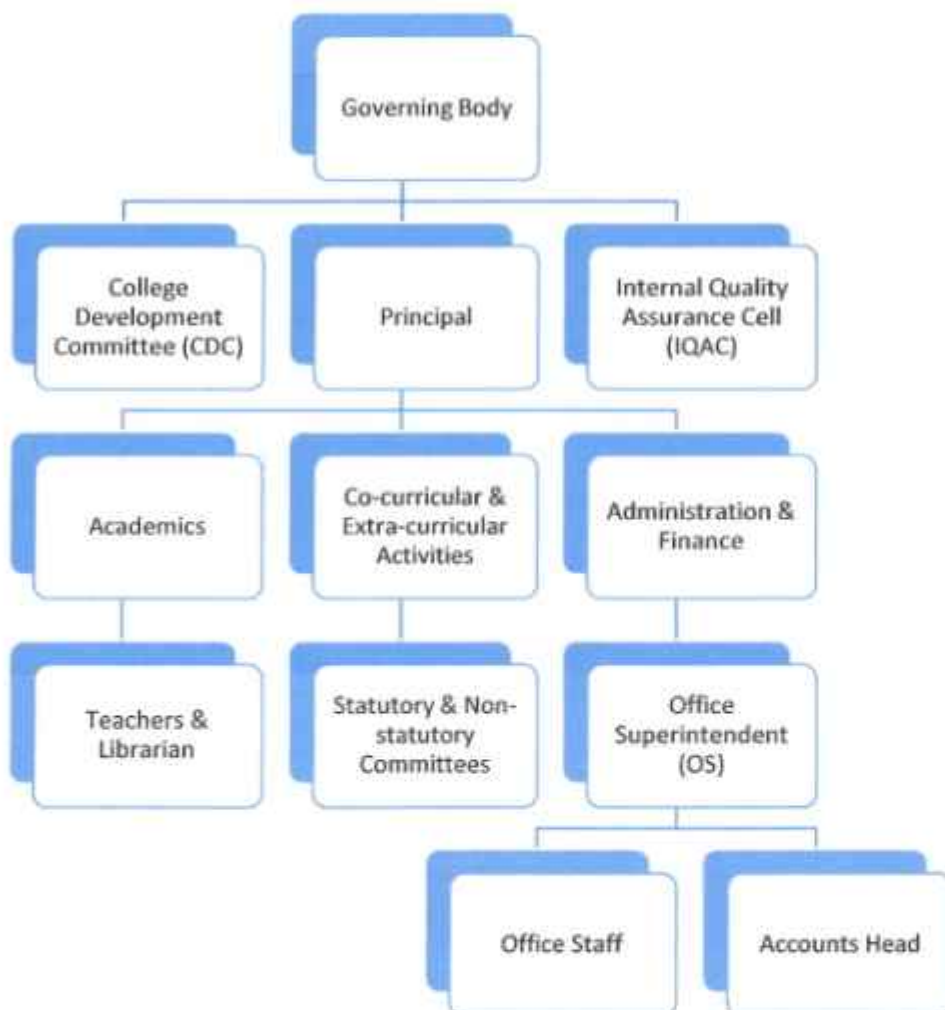 Governing Body
College
Development
Committee (CDC)
Principal
Internal Quality
Assurance Cell
(IQAC)
Academics
Co-curricular &
Extra-curricular
Activities
Administration &
Finance
Teachers &
Librarian
Statutory & Non-
statutory
Committees
Office
Superintendent
(OS)
Office Staff
Accounts Head